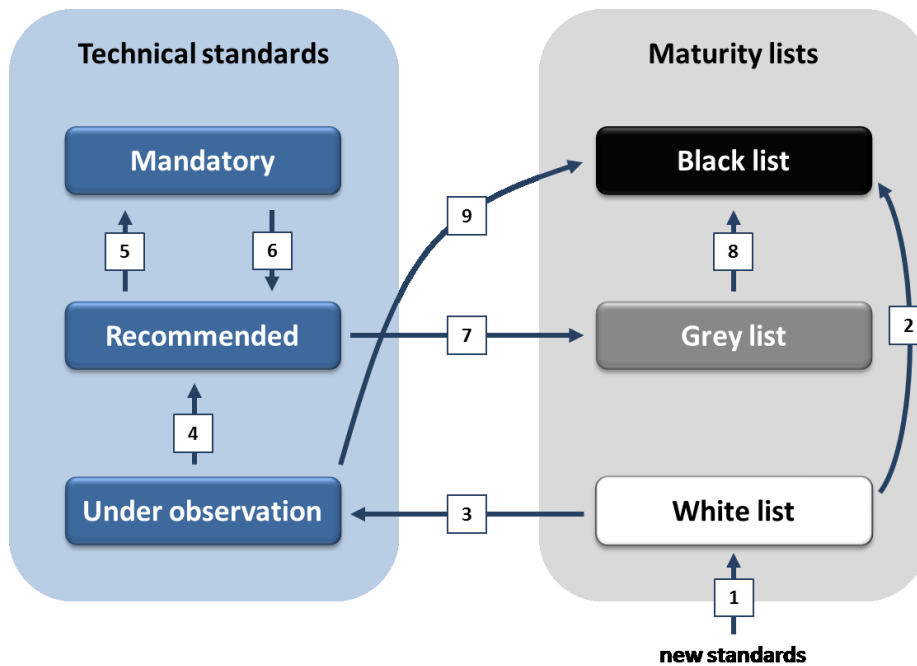 Technical standards
Maturity lists
Mandatory
Black list
9
5
6
8
2
Recommended
7
Grey list
4
Under observation
3
White list
1
new standards